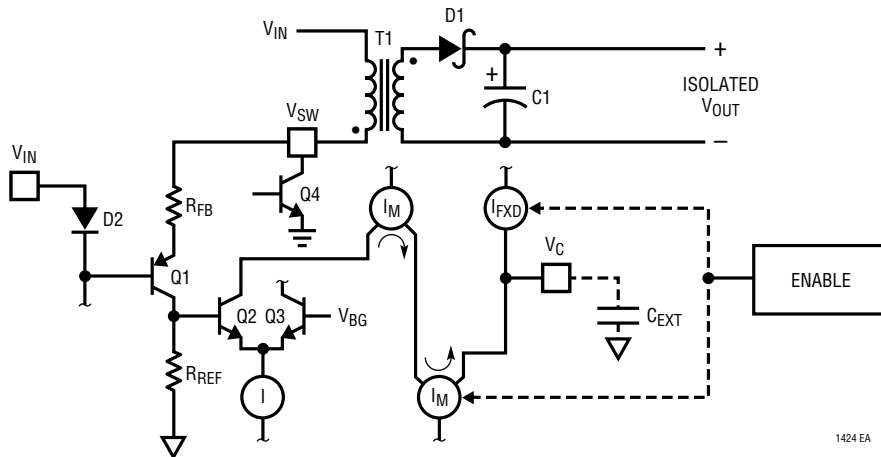 D1
V_IN
T1
+
+
C1
ISOLATED
V_OUT
V_SW
−
V_IN
R_FB
Q4
I_M
I_FXD
D2
V_C
Q1
ENABLE
Q2
Q3
V_BG
C_EXT
R_REF
I
I_M
1424 EA